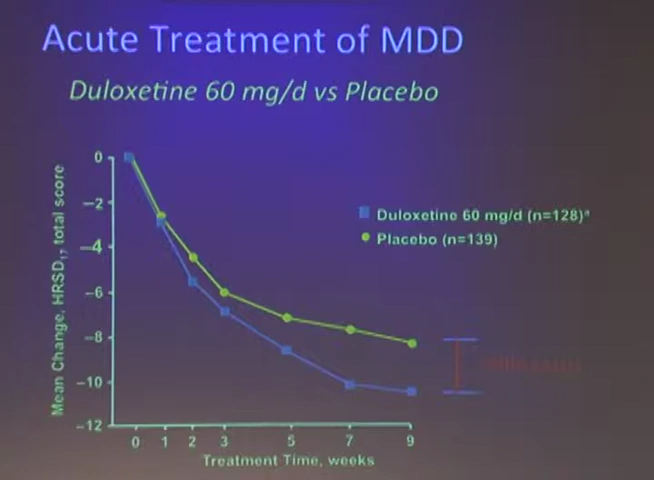 Acute Treatment of MDD
Duloxetine 60 mg/d vs Placebo
Mean Change, HRSD₁₇, total score
0
−2
−4
−6
−8
−10
−12
Duloxetine 60 mg/d (n=128)ª
Placebo (n=139)
0 1 2 3 5 7 9
Treatment Time, weeks